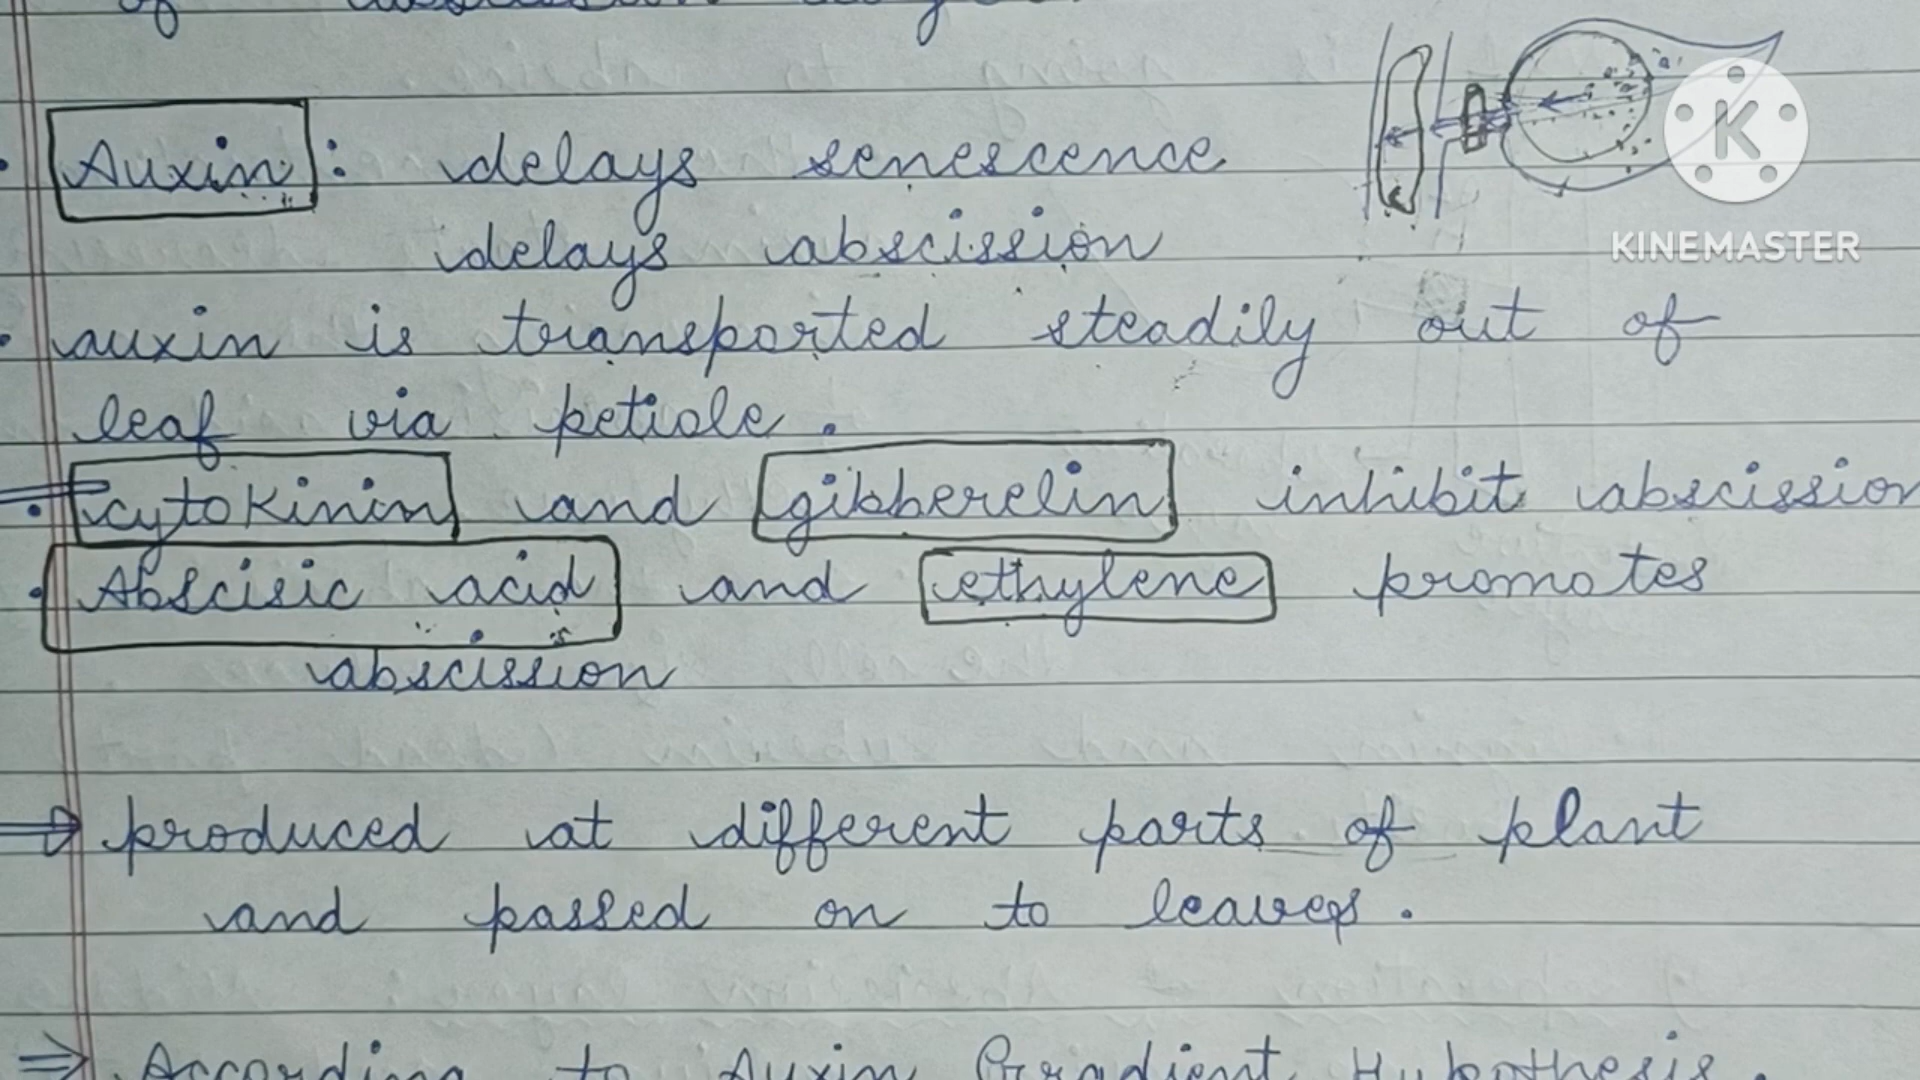 of abscission
Auxin : delays senescence
delays abscission
KINEMASTER
auxin is transported steadily out of
leaf via petiole.
cytokinin and gibberelin inhibit abscission
Abscisic acid and ethylene promotes
abscission
⇒ produced at different parts of plant
and passed on to leaves.
⇒ According to Auxin Gradient Hypothesis.